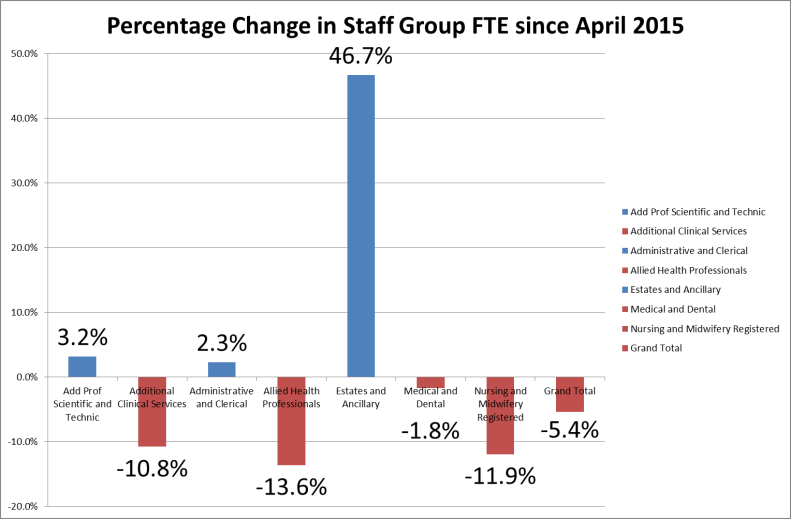 Percentage Change in Staff Group FTE since April 2015
50.0%
40.0%
30.0%
20.0%
10.0%
0.0%
-10.0%
-20.0%
3.2%
-10.8%
2.3%
-13.6%
46.7%
-1.8%
-11.9%
-5.4%
Add Prof
Scientific and
Technic
Additional
Clinical Services
Administrative
and Clerical
Allied Health
Professionals
Estates and
Ancillary
Medical and
Dental
Nursing and
Midwifery
Registered
Grand Total
Add Prof Scientific and Technic
Additional Clinical Services
Administrative and Clerical
Allied Health Professionals
Estates and Ancillary
Medical and Dental
Nursing and Midwifery Registered
Grand Total